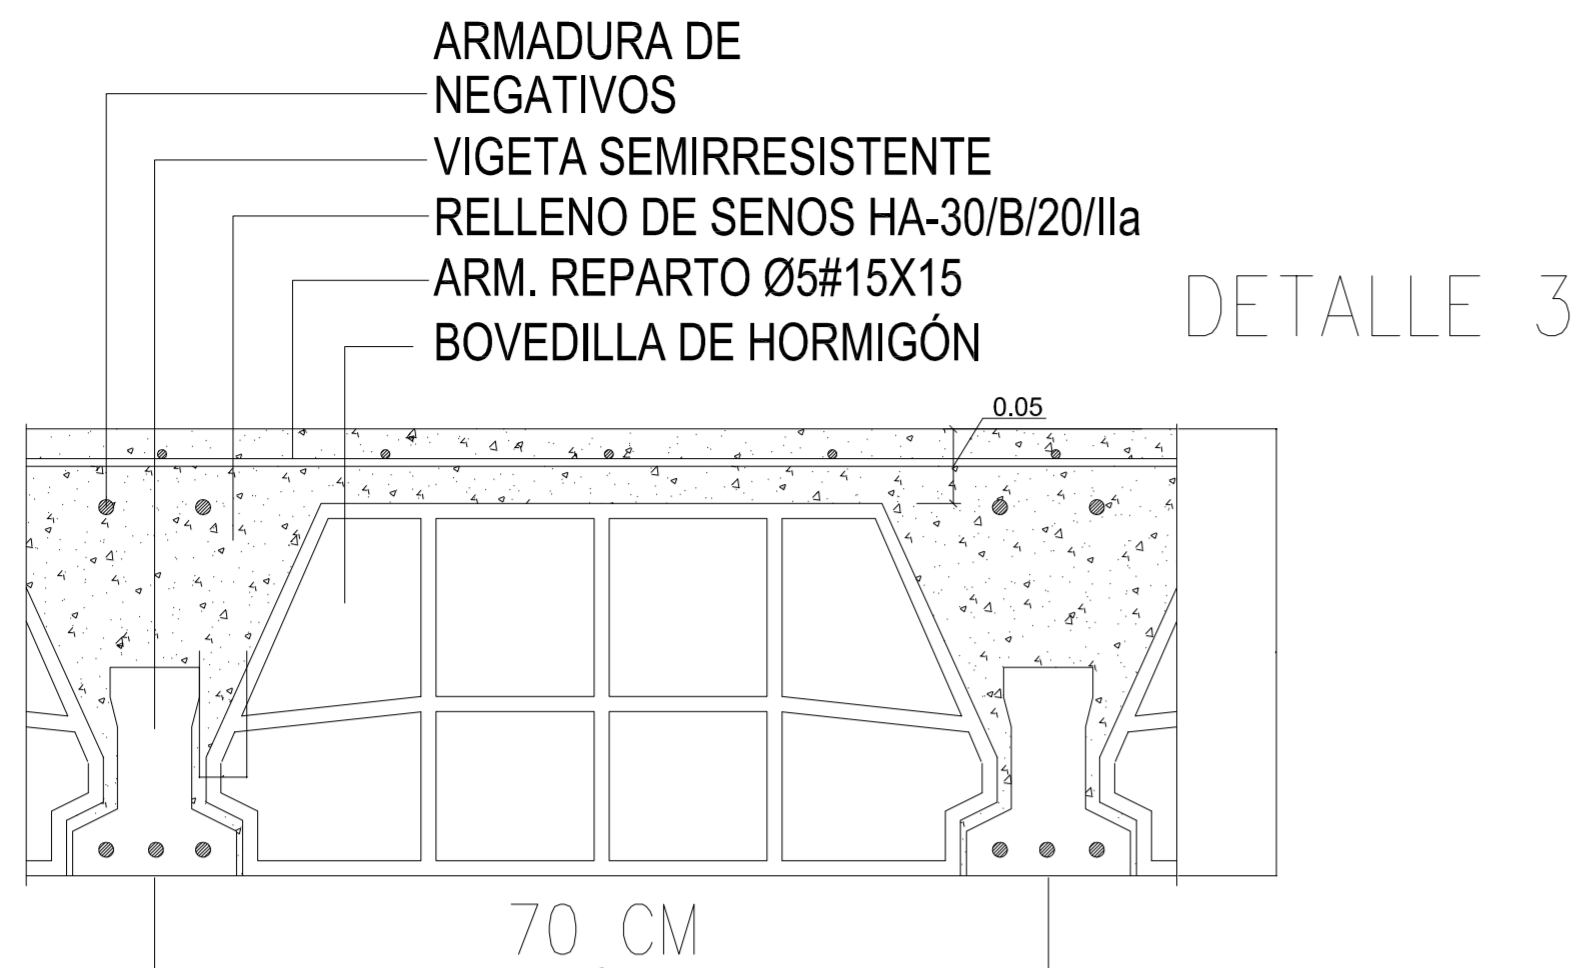 ARMADURA DE
NEGATIVOS
VIGETA SEMIRRESISTENTE
RELLENO DE SENOS HA-30/B/20/IIa
ARM. REPARTO Ø5#15X15
BOVEDILLA DE HORMIGÓN
DETALLE 3
0.05
70 CM